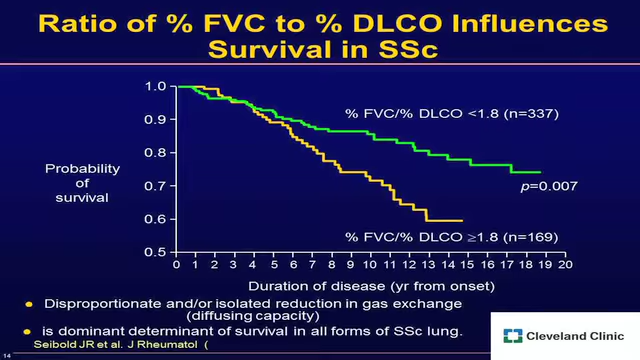 Ratio of % FVC to % DLCO Influences
Survival in SSc
1.0
0.9
0.8
0.7
0.6
0.5
Probability
of
survival
% FVC/% DLCO <1.8 (n=337)
p=0.007
% FVC/% DLCO ≥1.8 (n=169)
0 1 2 3 4 5 6 7 8 9 10 11 12 13 14 15 16 17 18 19 20
Duration of disease (yr from onset)
Disproportionate and/or isolated reduction in gas exchange
(diffusing capacity)
is dominant determinant of survival in all forms of SSc lung.
Seibold JR et al. J Rheumatol (
14
Cleveland Clinic